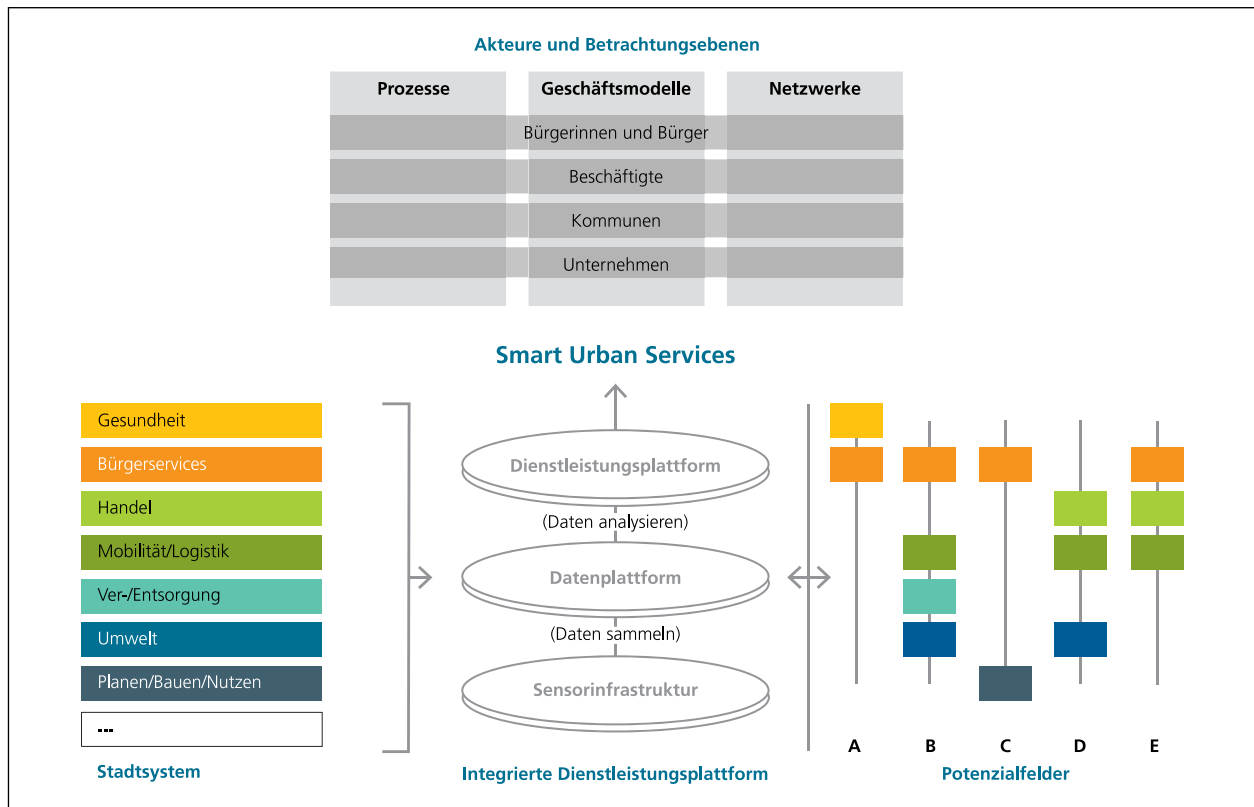 Akteure und Betrachtungsebenen
Prozesse
Geschäftsmodelle
Netzwerke
Bürgerinnen und Bürger
Beschäftigte
Kommunen
Unternehmen
Smart Urban Services
Gesundheit
Bürgerservices
Handel
Mobilität/Logistik
Ver-/Entsorgung
Umwelt
Planen/Bauen/Nutzen
...
Stadtsystem
Dienstleistungsplattform
(Daten analysieren)
Datenplattform
(Daten sammeln)
Sensorinfrastruktur
Integrierte Dienstleistungsplattform
A B C D E
Potenzialfelder